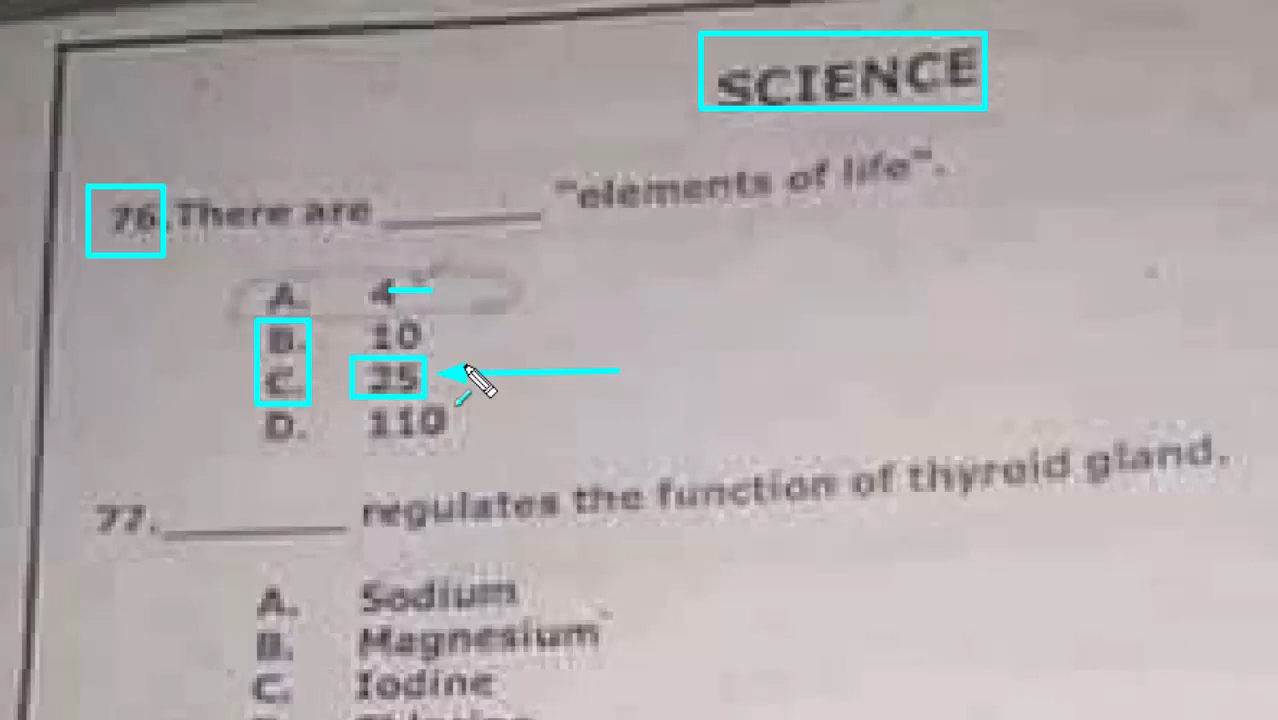 SCIENCE
76. There are ________ "elements of life".
A. 4
B. 10
C. 25
D. 110
77. ________ regulates the function of thyroid gland.
A. Sodium
B. Magnesium
C. Iodine